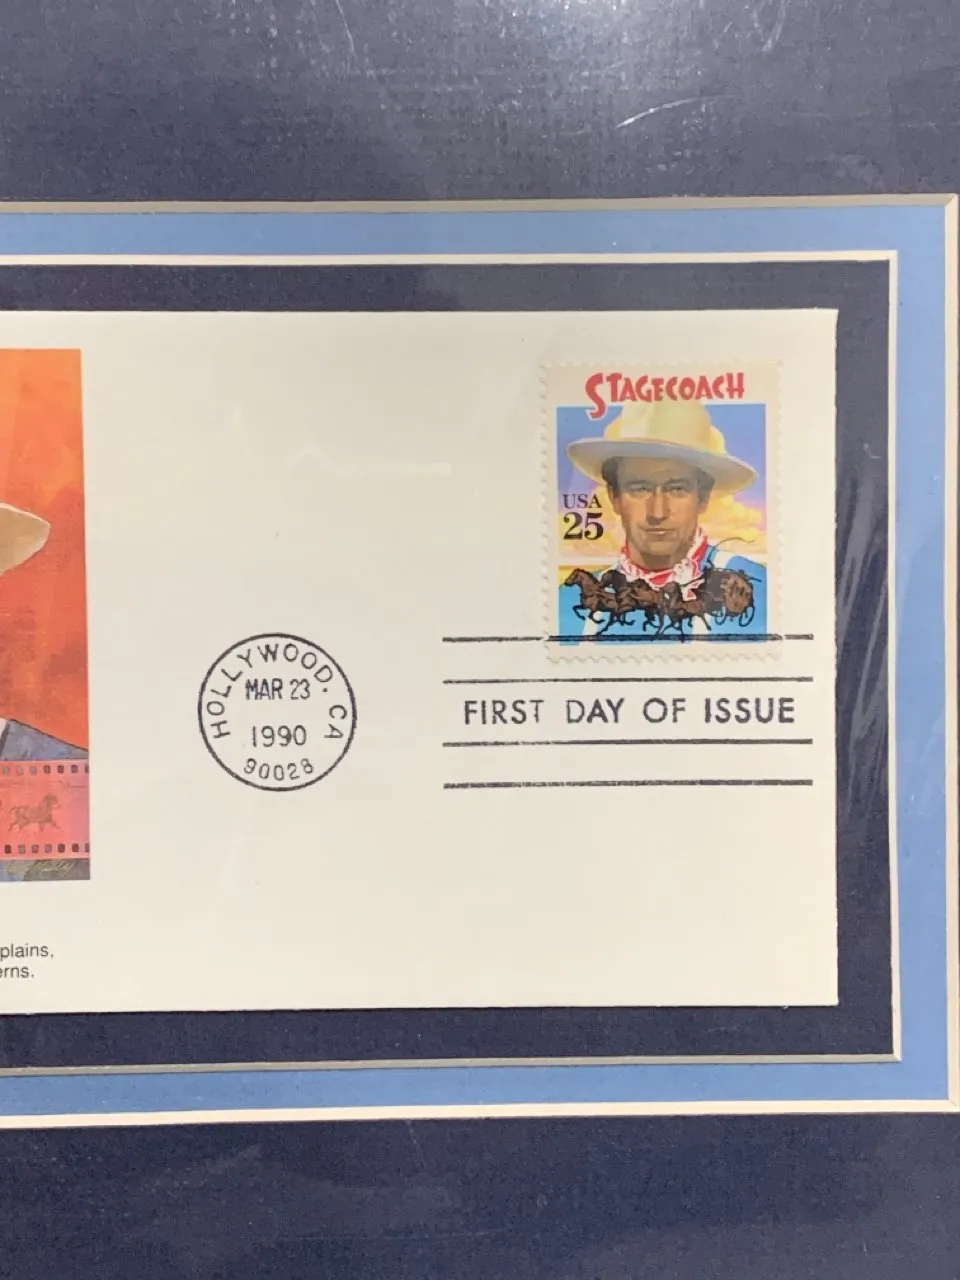 STAGECOACH
USA
25
HOLLYWOOD, CA
MAR 23
1990
90028
FIRST DAY OF ISSUE
plains,
erns.